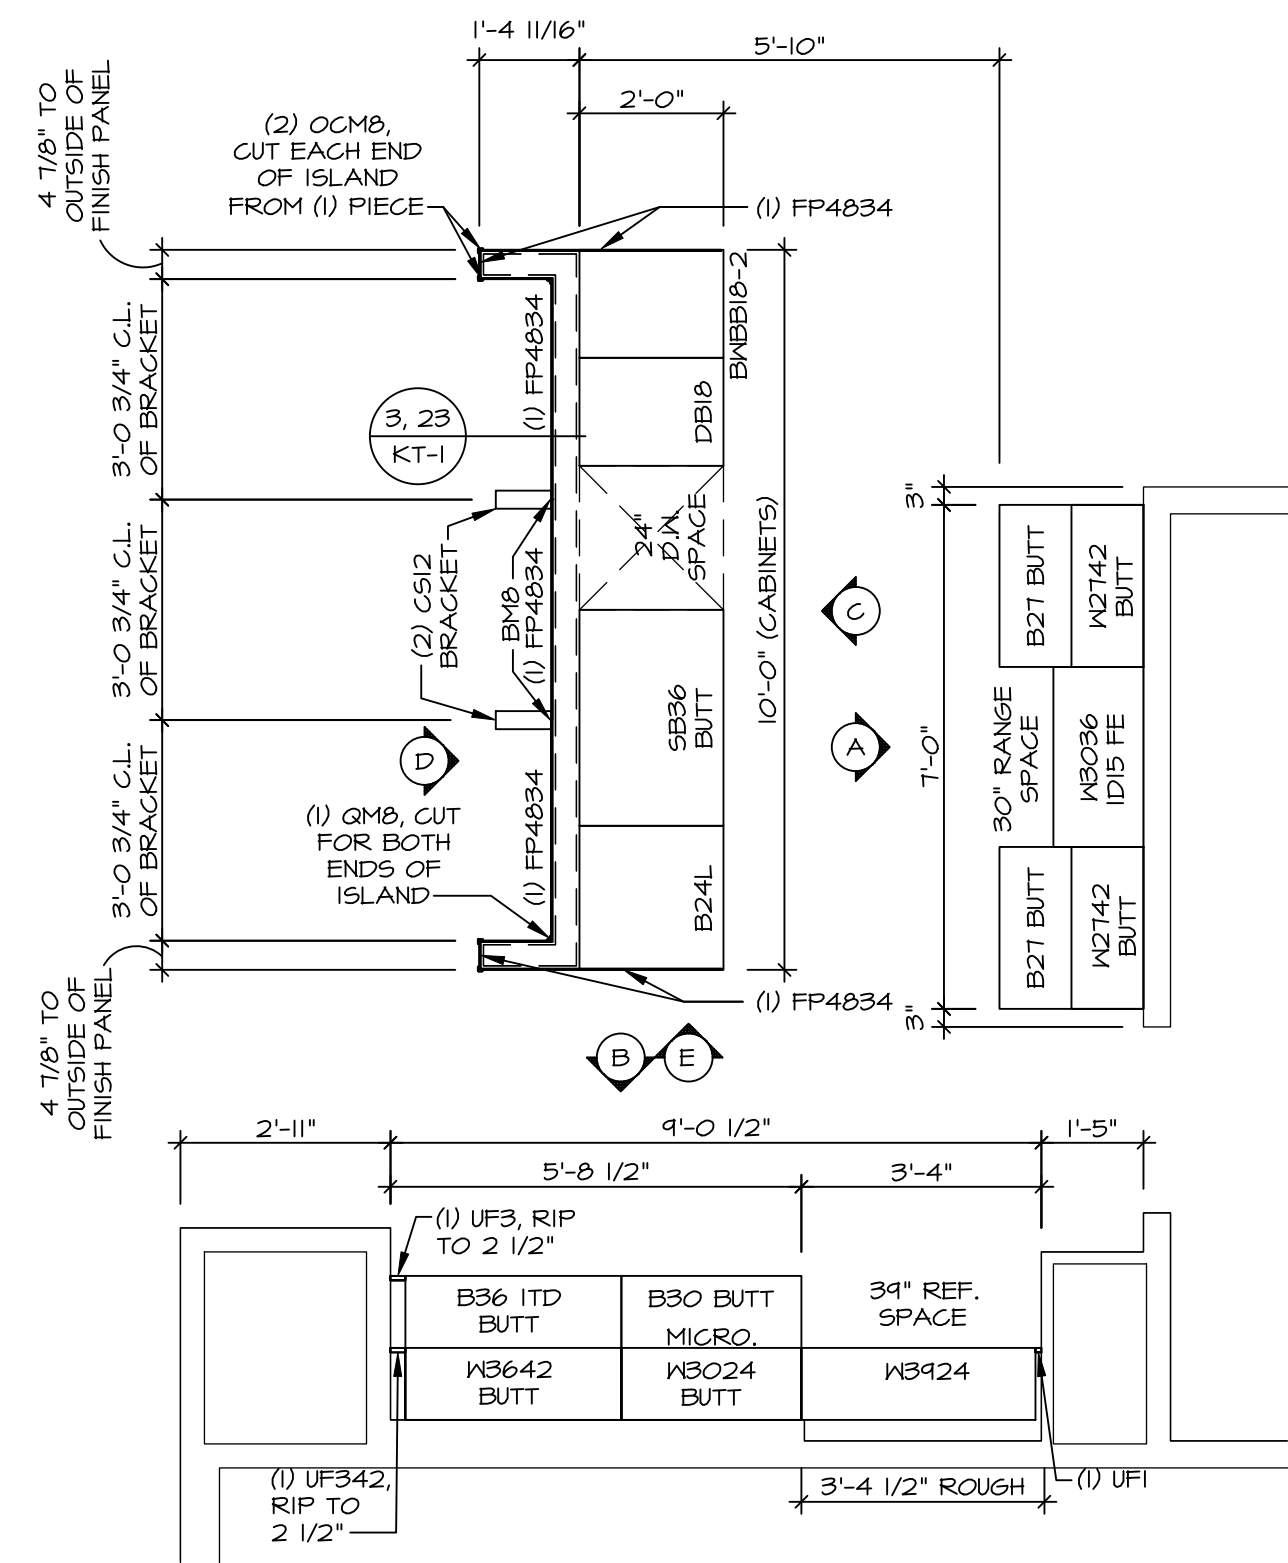 1'-4 11/16"
5'-10"
2'-0"
4 7/8" TO
OUTSIDE OF
FINISH PANEL
(2) OCM8,
CUT EACH END
OF ISLAND
FROM (1) PIECE
(1) FP4834
BWBB18-2
3'-0 3/4" C.L.
OF BRACKET
(1) FP4834
DB18
3, 23
KT-1
24"
D.W.
SPACE
3'-0 3/4" C.L.
OF BRACKET
(2) CS12
BRACKET
BM8
(1) FP4834
10'-0" (CABINETS)
SB36
BUTT
C
A
D
3"
B27 BUTT
W2742
BUTT
7'-0"
30" RANGE
SPACE
W3036
1D15 FE
B27 BUTT
W2742
BUTT
3"
3'-0 3/4" C.L.
OF BRACKET
(1) QM8, CUT
FOR BOTH
ENDS OF
ISLAND
(1) FP4834
B24L
(1) FP4834
4 7/8" TO
OUTSIDE OF
FINISH PANEL
B
E
2'-11"
9'-0 1/2"
1'-5"
5'-8 1/2"
3'-4"
(1) UF3, RIP
TO 2 1/2"
B36 1TD
BUTT
B30 BUTT
MICRO.
39" REF.
SPACE
W3642
BUTT
W3024
BUTT
W3924
(1) UF342,
RIP TO
2 1/2"
3'-4 1/2" ROUGH
(1) UF1